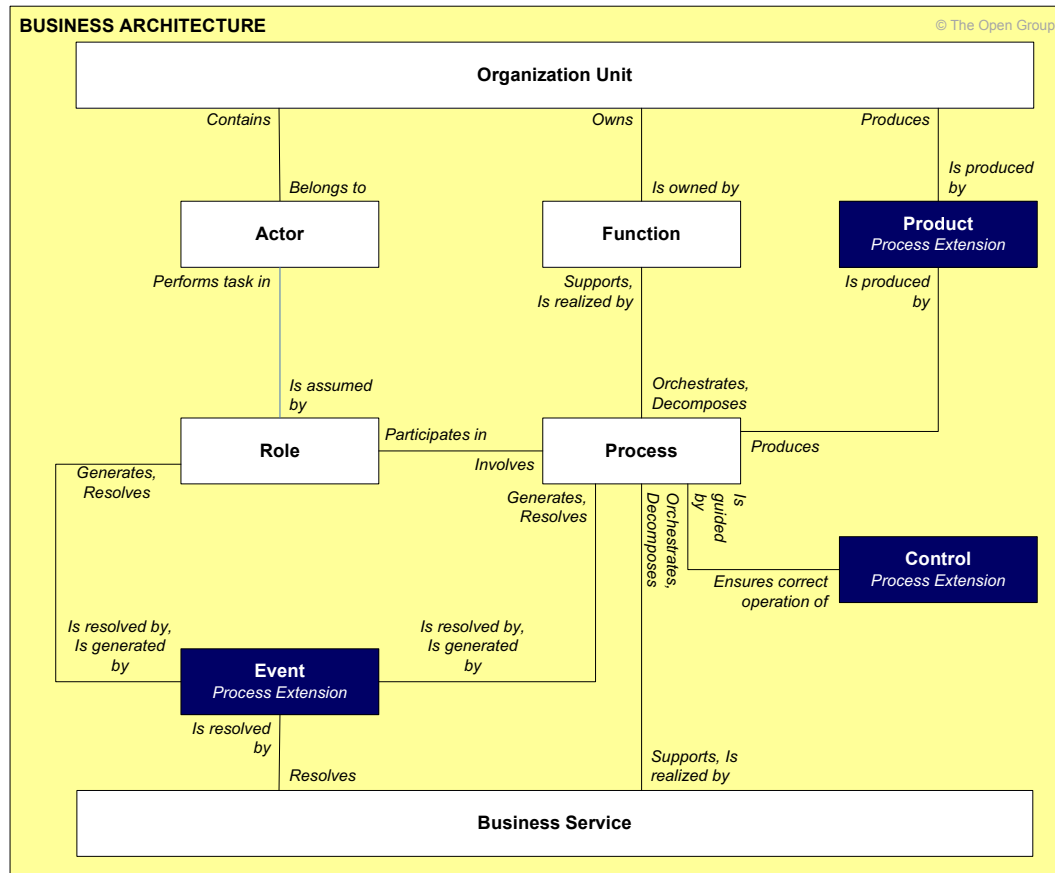 BUSINESS ARCHITECTURE
© The Open Group
Organization Unit
Contains
Owns
Produces
Belongs to
Is owned by
Is produced
by
Actor
Function
Product
Process Extension
Performs task in
Supports,
Is realized by
Is produced
by
Is assumed
by
Orchestrates,
Decomposes
Role
Participates in
Involves
Process
Produces
Generates,
Resolves
Generates,
Resolves
Orchestrates,
Decomposes
Is
guided
by
Control
Process Extension
Ensures correct
operation of
Is resolved by,
Is generated
by
Is resolved by,
Is generated
by
Event
Process Extension
Is resolved
by
Resolves
Supports, Is
realized by
Business Service